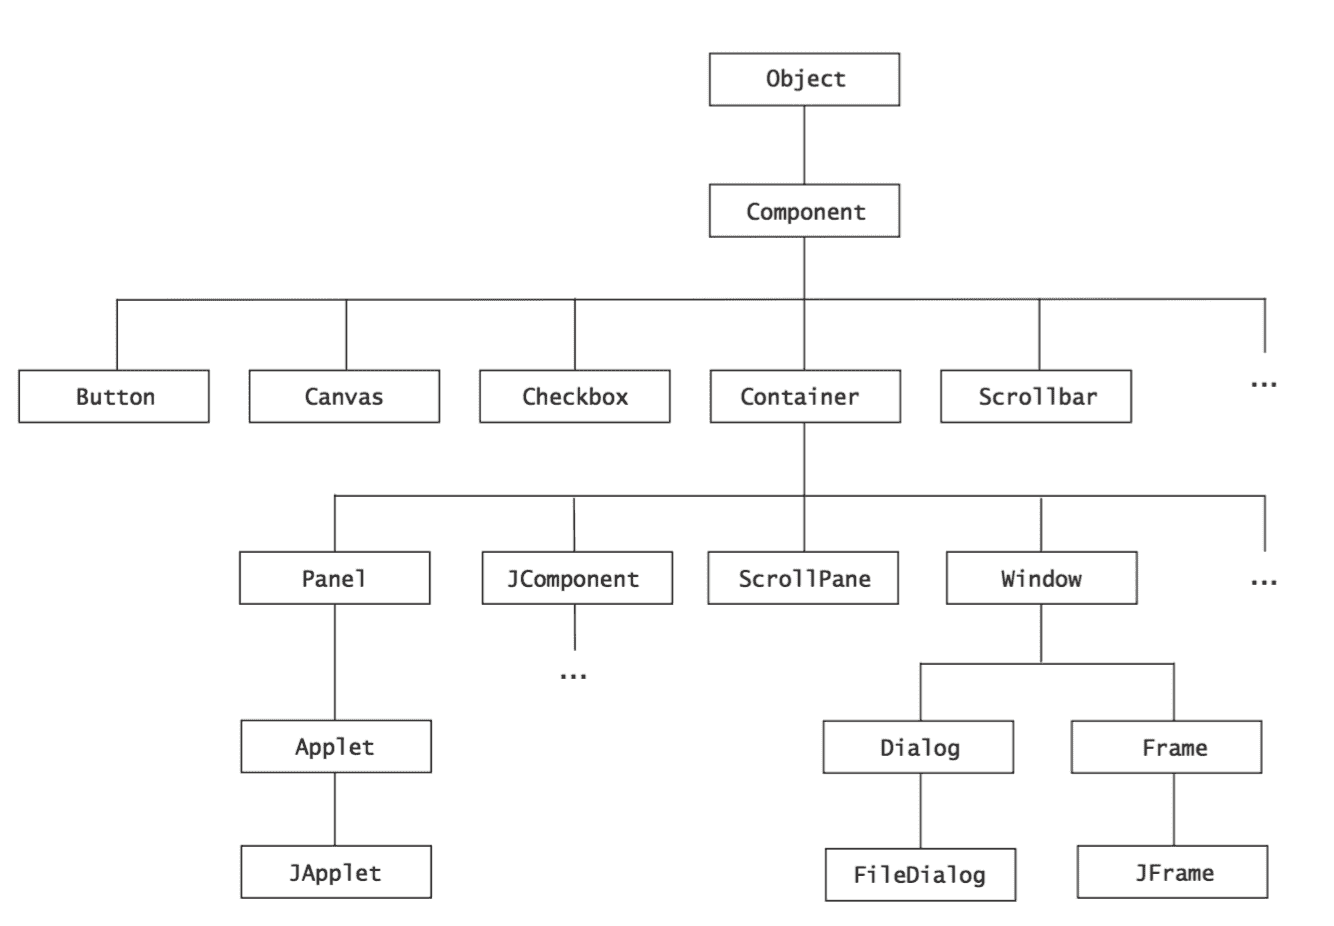 Object
Component
Button
Canvas
Checkbox
Container
Scrollbar
...
Panel
JComponent
ScrollPane
Window
...
...
Applet
Dialog
Frame
JApplet
FileDialog
JFrame